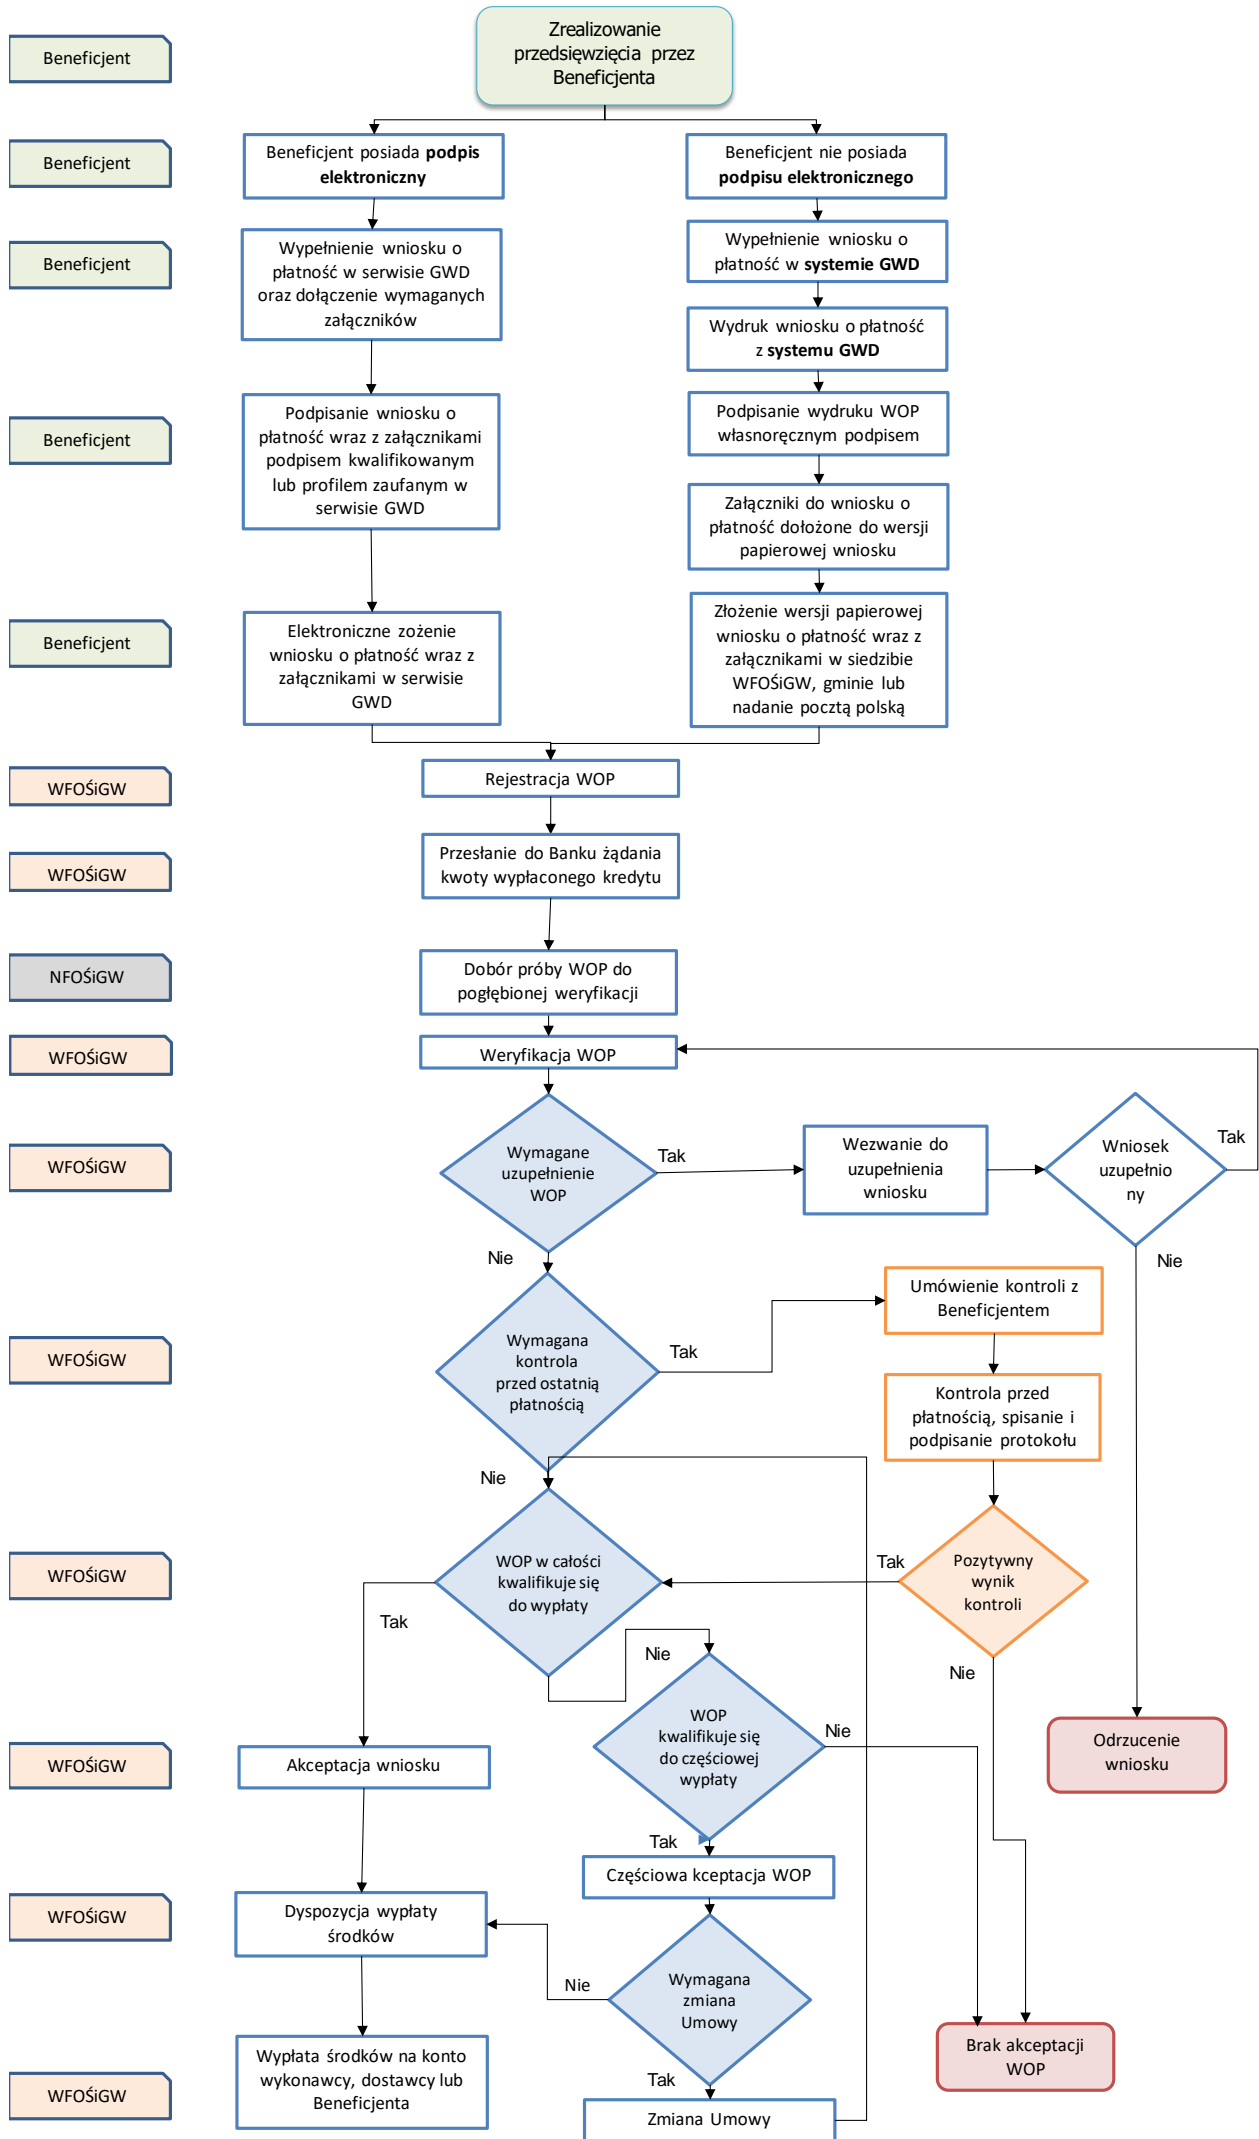 Beneficjent
Zrealizowanie
przedsięwzięcia przez
Beneficjenta
Beneficjent
Beneficjent posiada podpis
elektroniczny
Beneficjent nie posiada
podpisu elektronicznego
Beneficjent
Wypełnienie wniosku o
płatność w serwisie GWD
oraz dołączenie wymaganych
załączników
Wypełnienie wniosku o
płatność w systemie GWD
Wydruk wniosku o płatność
z systemu GWD
Beneficjent
Podpisanie wniosku o
płatność wraz z załącznikami
podpisem kwalifikowanym
lub profilem zaufanym w
serwisie GWD
Podpisanie wydruku WOP
własnoręcznym podpisem
Załączniki do wniosku o
płatność dołożone do wersji
papierowej wniosku
Beneficjent
Elektroniczne zożenie
wniosku o płatność wraz z
załącznikami w serwisie
GWD
Złożenie wersji papierowej
wniosku o płatność wraz z
załącznikami w siedzibie
WFOŚiGW, gminie lub
nadanie pocztą polską
WFOŚiGW
Rejestracja WOP
WFOŚiGW
Przesłanie do Banku żądania
kwoty wypłaconego kredytu
NFOŚiGW
Dobór próby WOP do
pogłębionej weryfikacji
WFOŚiGW
Weryfikacja WOP
WFOŚiGW
Wymagane
uzupełnienie
WOP
Tak
Wezwanie do
uzupełnienia
wniosku
Wniosek
uzupełnio
ny
Tak
Nie
Nie
WFOŚiGW
Wymagana
kontrola
przed ostatnią
płatnością
Tak
Umówienie kontroli z
Beneficjentem
Kontrola przed
płatnością, spisanie i
podpisanie protokołu
Nie
WFOŚiGW
WOP w całości
kwalifikuje się
do wypłaty
Tak
Pozytywny
wynik
kontroli
Tak
Nie
Nie
WFOŚiGW
Akceptacja wniosku
WOP
kwalifikuje się
do częściowej
wypłaty
Nie
Odrzucenie
wniosku
Tak
Częściowa kceptacja WOP
WFOŚiGW
Dyspozycja wypłaty
środków
Nie
Wymagana
zmiana
Umowy
Brak akceptacji
WOP
WFOŚiGW
Wypłata środków na konto
wykonawcy, dostawcy lub
Beneficjenta
Tak
Zmiana Umowy